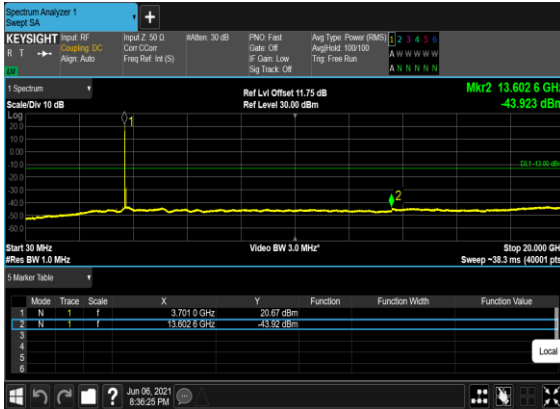 Spectrum Analyzer 1
Swept SA
+
KEYSIGHT Input: RF Input Z: 50 Ω #Atten: 30 dB PNO: Fast Avg Type: Power (RMS) 1 2 3 4 5 6
R T Coupling: DC Corr CCorr Gate: Off Avg|Hold: 100/100 A W W W W W
Align: Auto Freq Ref: Int (S) IF Gain: Low Trig: Free Run
Sig Track: Off A N N N N N
1 Spectrum Ref Lvl Offset 11.75 dB Mkr2 13.602 6 GHz
Scale/Div 10 dB Ref Level 30.00 dBm -43.923 dBm
Log
20.0 1
10.0
0.00
-10.0 DL1 -13.00 dBm
-20.0
-30.0
-40.0 2
-50.0
-60.0
Start 30 MHz Video BW 3.0 MHz* Stop 20.000 GH
#Res BW 1.0 MHz Sweep ~38.3 ms (40001 pts
5 Marker Table
Mode Trace Scale X Y Function Function Width Function Value
1 N 1 f 3.701 0 GHz 20.67 dBm
2 N 1 f 13.602 6 GHz -43.92 dBm
3
4
5
6
Local
? Jun 06, 2021
8:36:25 PM